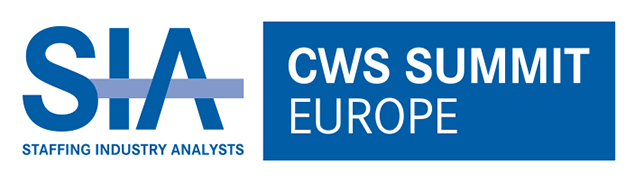 SIA
STAFFING INDUSTRY ANALYSTS
CWS SUMMIT
EUROPE